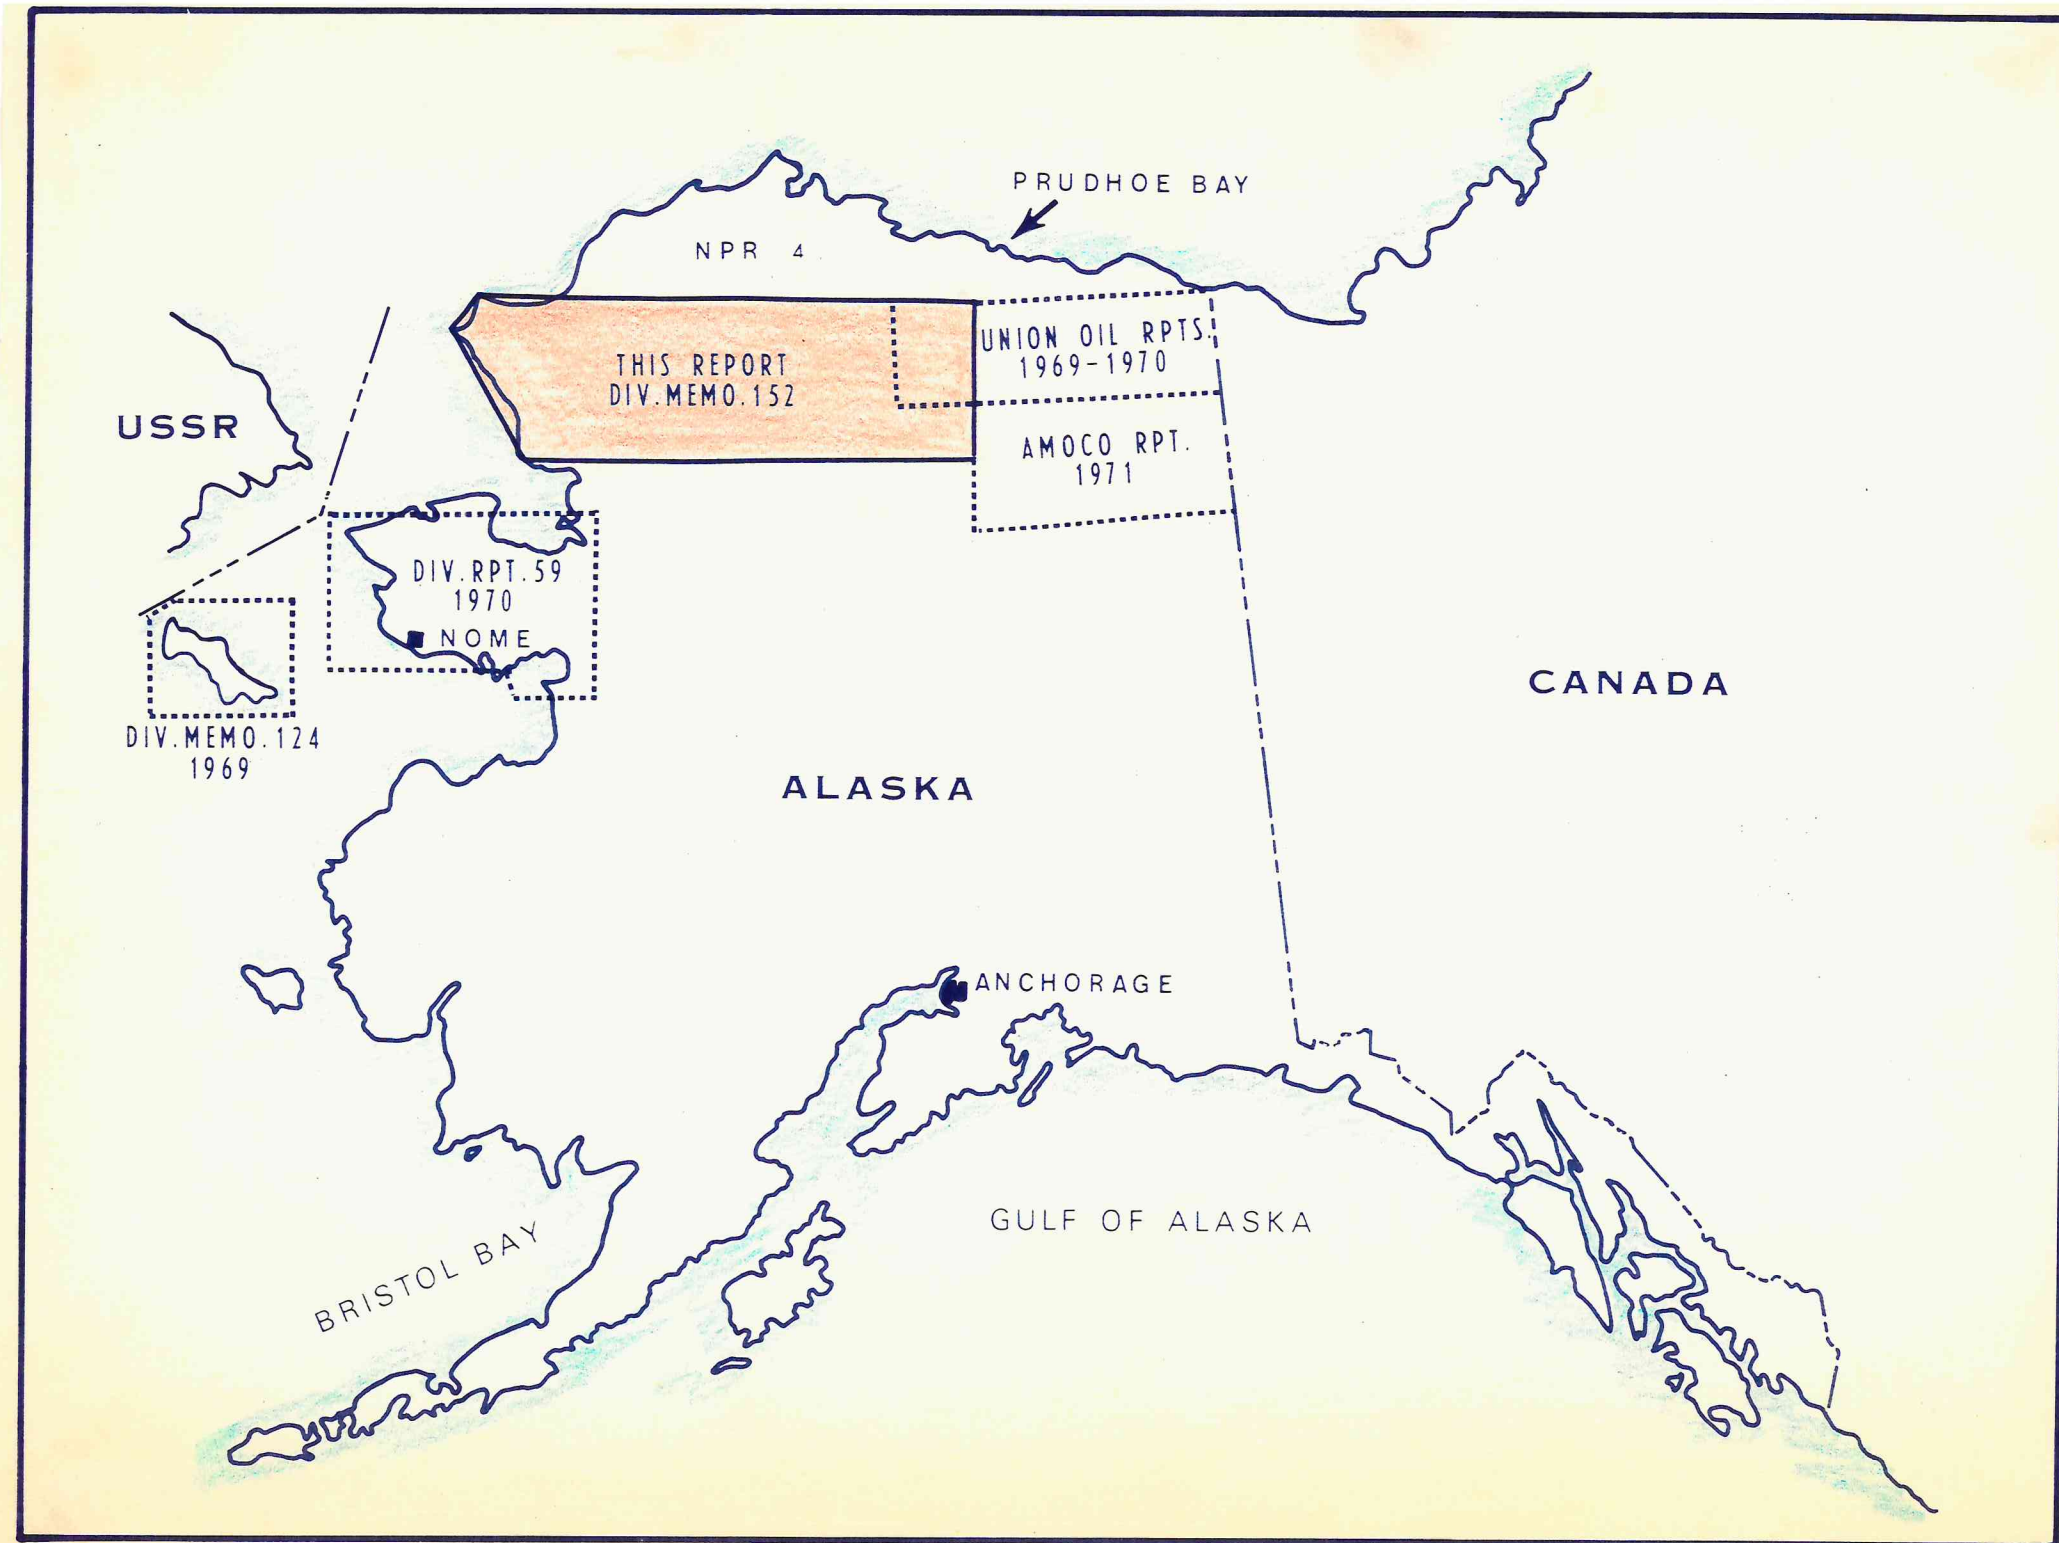 PRUDHOE BAY
NPR 4
UNION OIL RPTS.
1969-1970
THIS REPORT
DIV.MEMO.152
USSR
AMOCO RPT.
1971
DIV.RPT.59
1970
NOME
CANADA
DIV.MEMO.124
1969
ALASKA
ANCHORAGE
GULF OF ALASKA
BRISTOL BAY